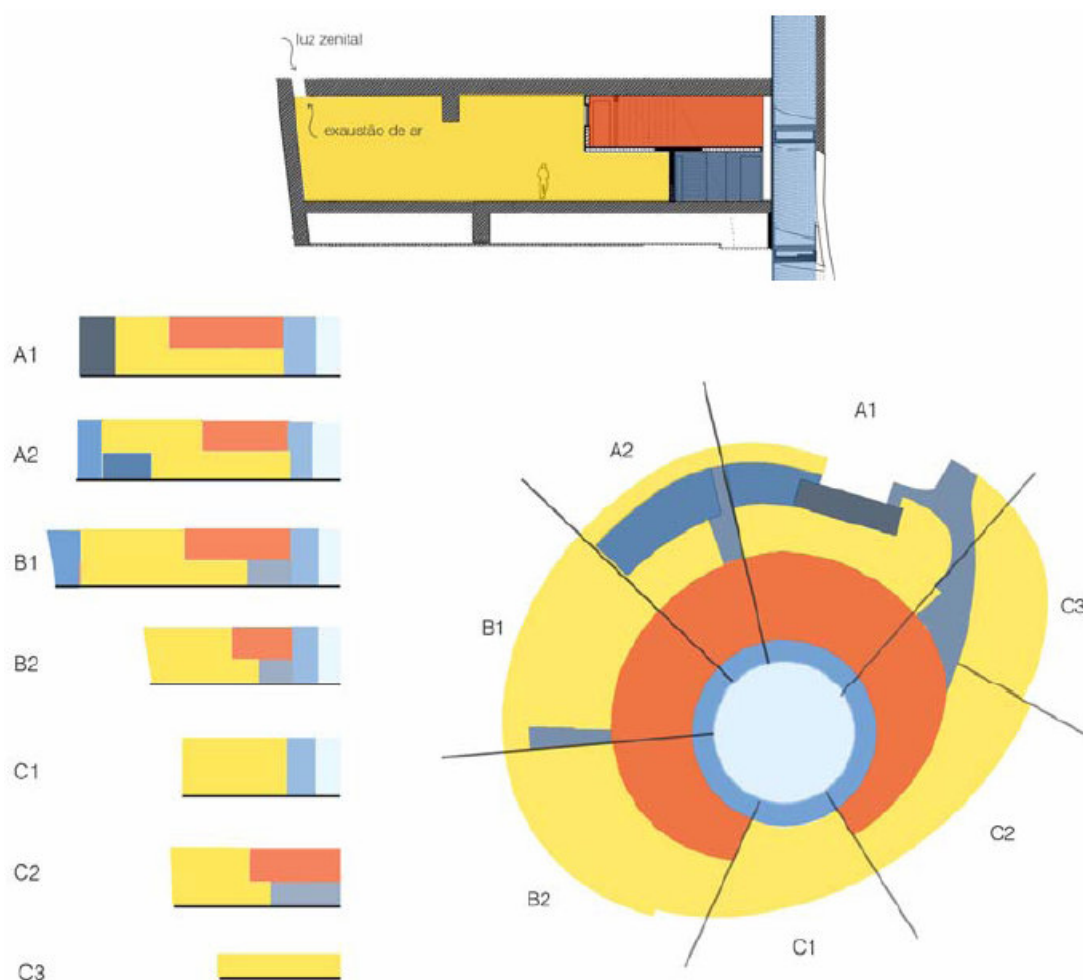 luz zenital
exaustão de ar
A1
A2
B1
B2
C1
C2
C3
A1
A2
B1
C3
C2
B2
C1